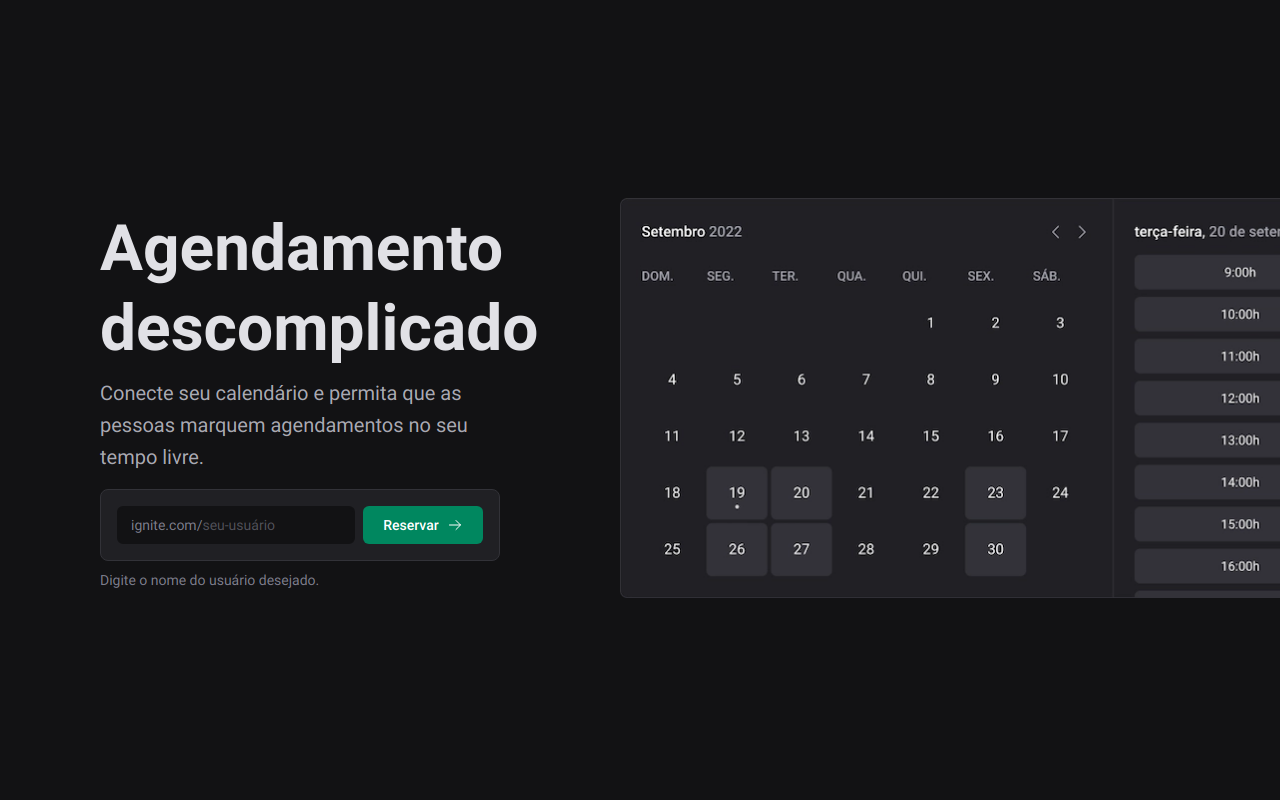 Agendamento
descomplicado
Conecte seu calendário e permita que as
pessoas marquem agendamentos no seu
tempo livre.
ignite.com/seu-usuário
Reservar
Digite o nome do usuário desejado.
Setembro 2022
DOM. SEG. TER. QUA. QUI. SEX. SÁB.
1 2 3
4 5 6 7 8 9 10
11 12 13 14 15 16 17
18 19 20 21 22 23 24
25 26 27 28 29 30
terça-feira, 20 de
9:00h
10:00h
11:00h
12:00h
13:00h
14:00h
15:00h
16:00h